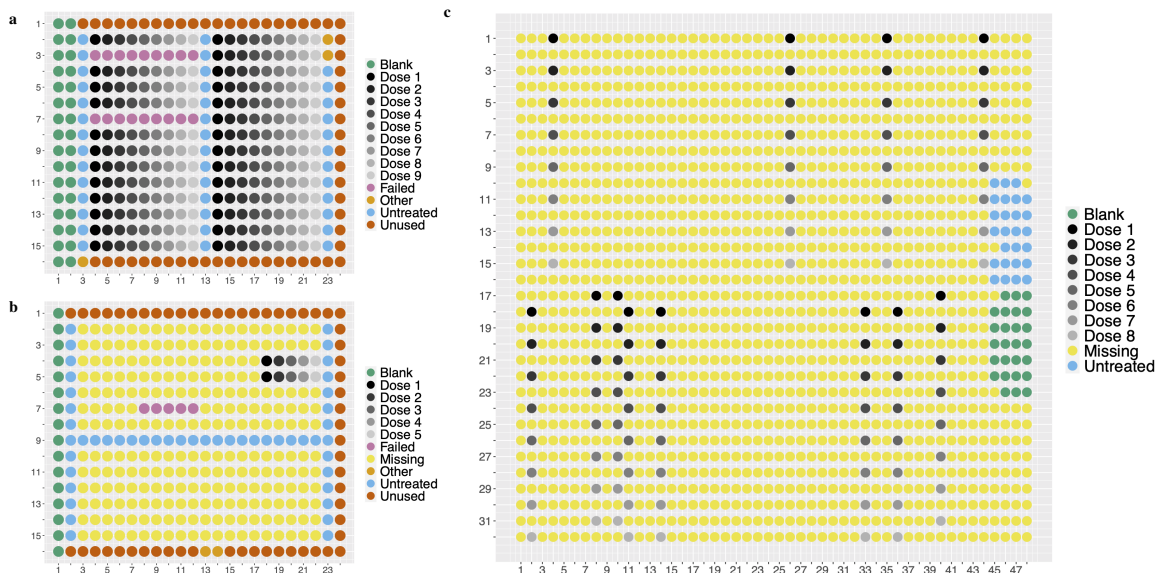 a
1
3
5
7
9
11
13
15
1 3 5 7 9 11 13 15 17 19 21 23
Blank
Dose 1
Dose 2
Dose 3
Dose 4
Dose 5
Dose 6
Dose 7
Dose 8
Dose 9
Failed
Other
Untreated
Unused
b
1
3
5
7
9
11
13
15
1 3 5 7 9 11 13 15 17 19 21 23
Blank
Dose 1
Dose 2
Dose 3
Dose 4
Dose 5
Failed
Missing
Other
Untreated
Unused
c
1
3
5
7
9
11
13
15
17
19
21
23
25
27
29
31
1 3 5 7 9 11 13 15 17 19 21 23 25 27 29 31 33 35 37 39 41 43 45 47
Blank
Dose 1
Dose 2
Dose 3
Dose 4
Dose 5
Dose 6
Dose 7
Dose 8
Missing
Untreated